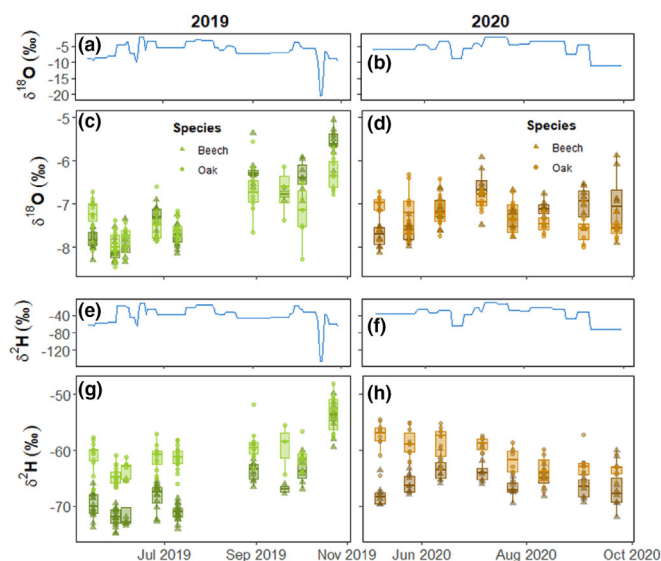 2019
2020
(a)
(b)
δ18O (‰)
-5
-10
-15
-20
(c)
(d)
Species
Beech
Oak
Species
Beech
Oak
δ18O (‰)
-5
-6
-7
-8
(e)
(f)
δ2H (‰)
-40
-80
-120
(g)
(h)
δ2H (‰)
-50
-60
-70
Jul 2019
Sep 2019
Nov 2019
Jun 2020
Aug 2020
Oct 2020